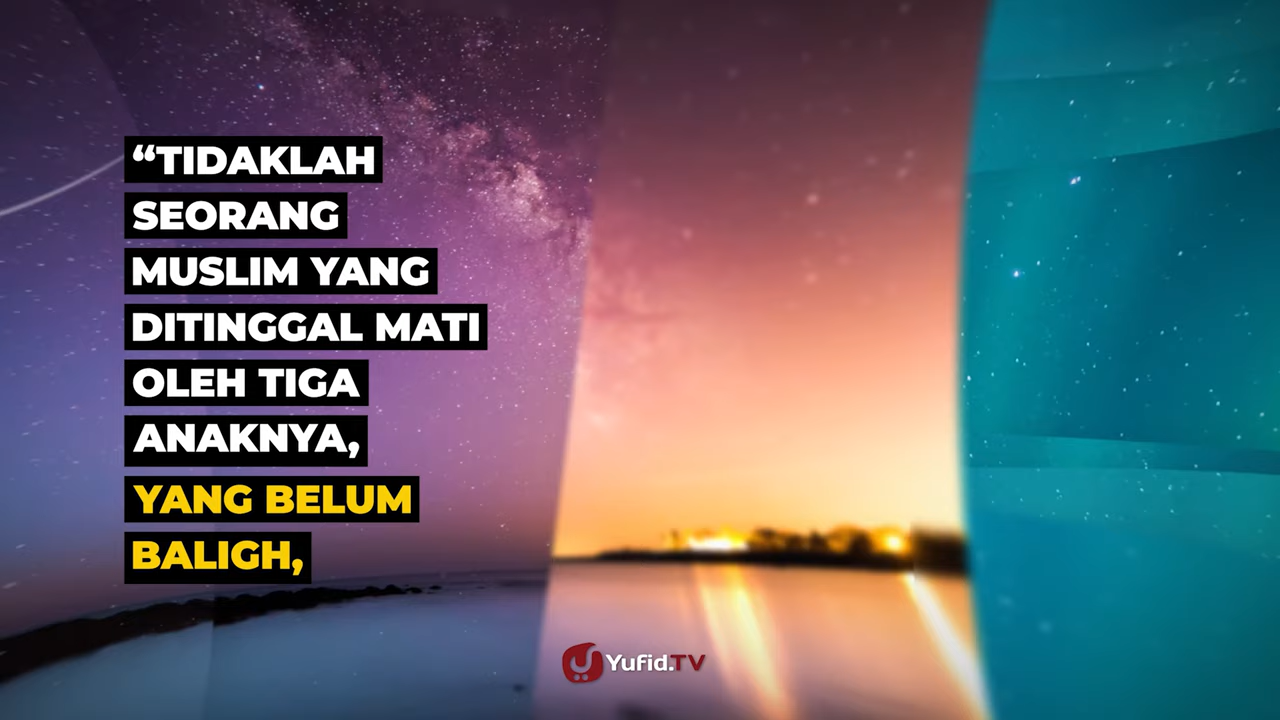 “TIDAKLAH
SEORANG
MUSLIM YANG
DITINGGAL MATI
OLEH TIGA
ANAKNYA,
YANG BELUM
BALIGH,
Yufid.TV